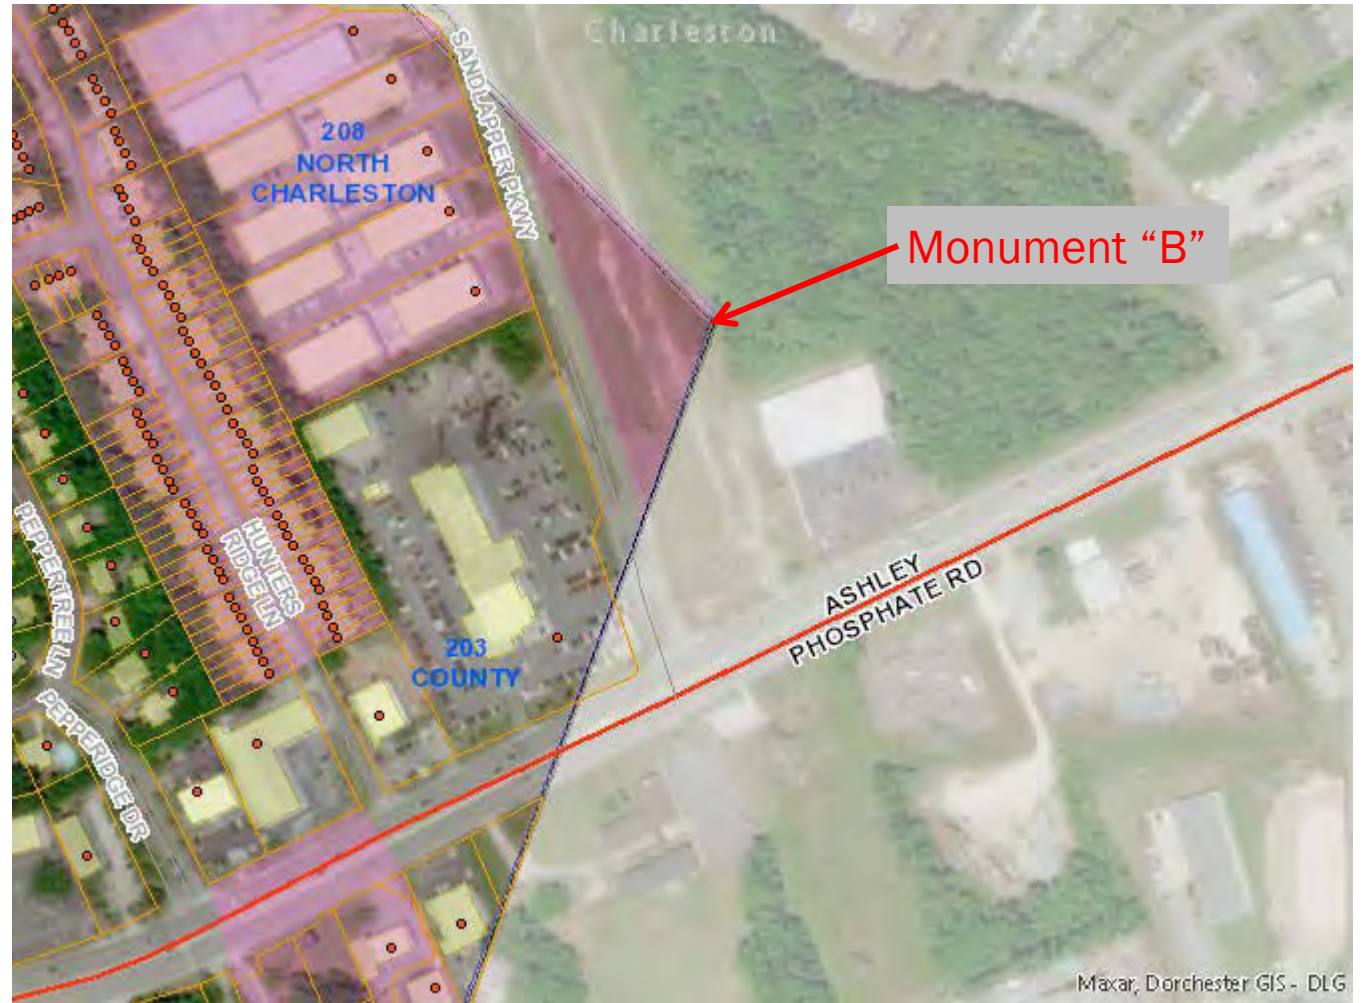 Charleston
SANDLAPPER PKWY
208
NORTH
CHARLESTON
Monument “B”
ASHLEY
PHOSPHATE RD
HUNTERS
RIDGE LN
PEPPERTREE LN
203
COUNTY
PEPPERIDGE DR
Maxar, Dorchester GIS - DLG